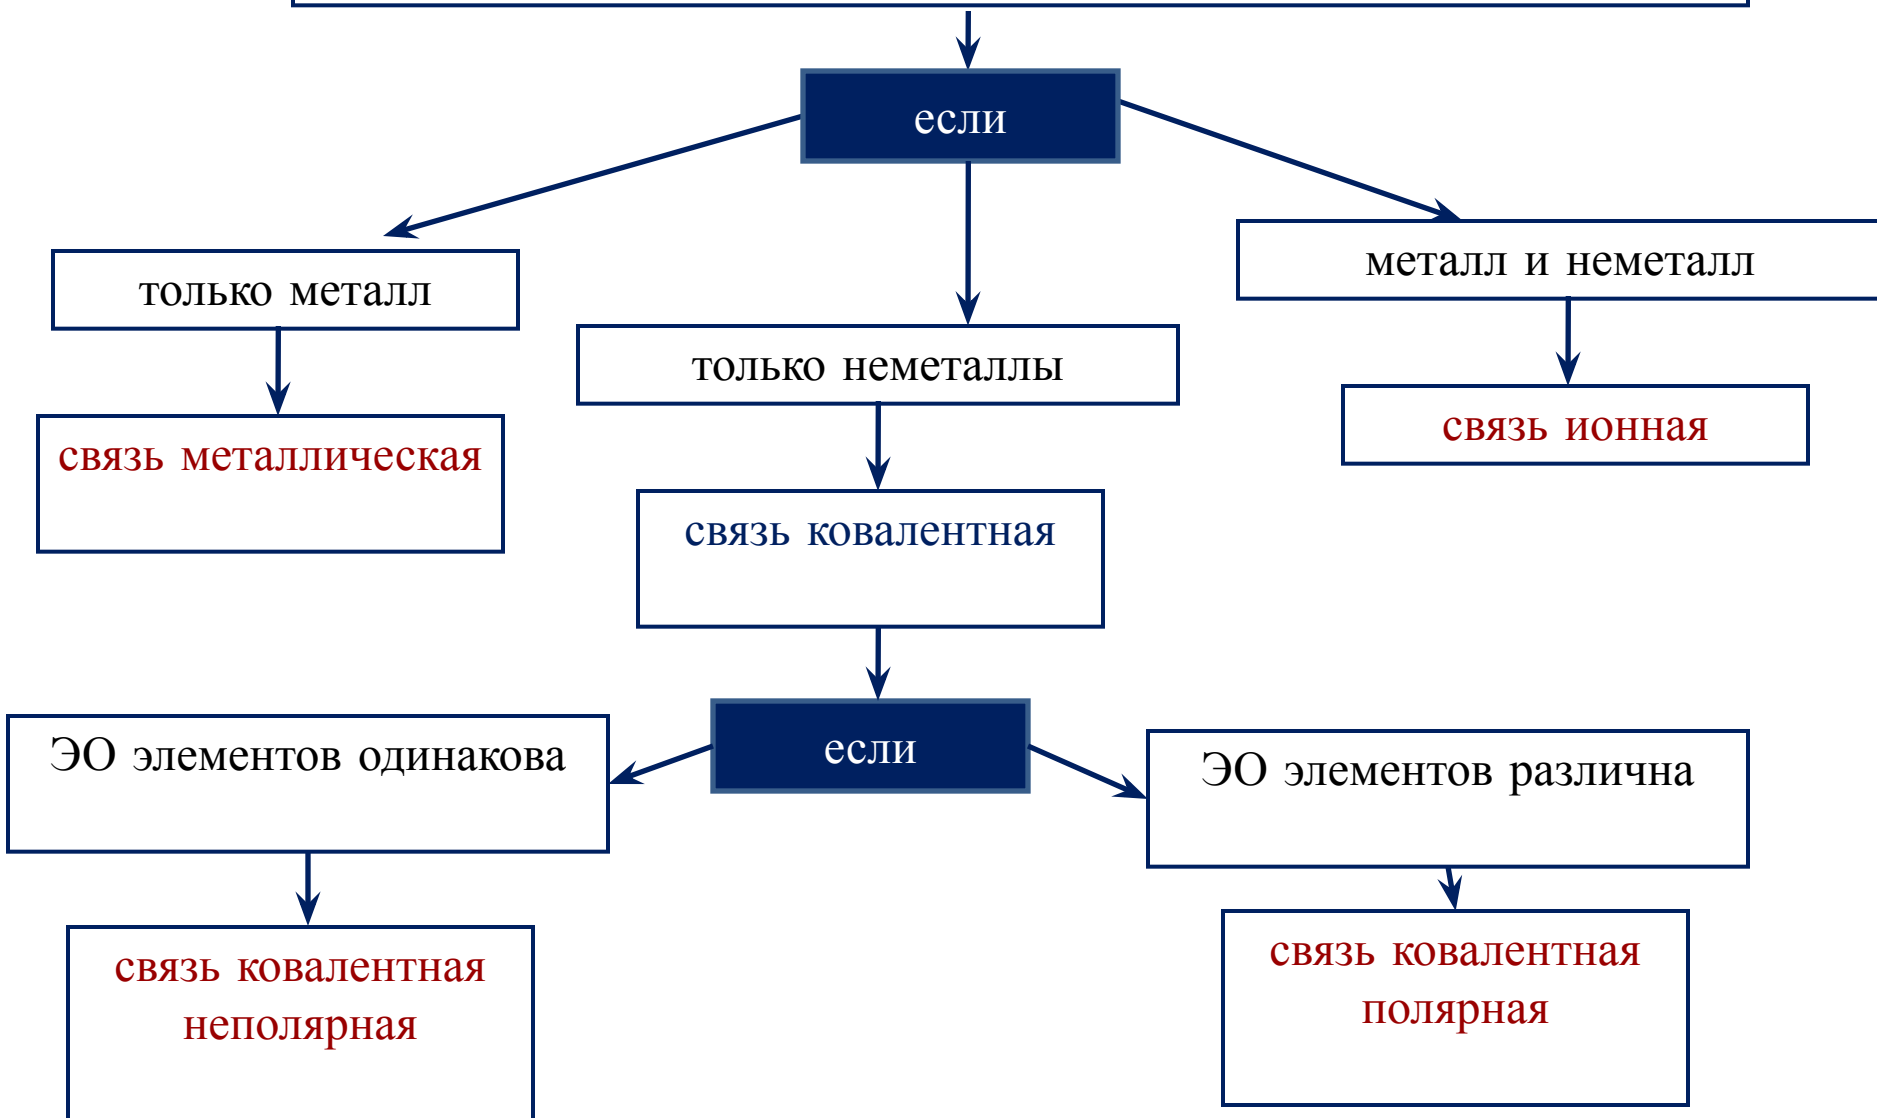 если
только металл
металл и неметалл
только неметаллы
связь металлическая
связь ионная
связь ковалентная
если
ЭО элементов одинакова
ЭО элементов различна
связь ковалентная
неполярная
связь ковалентная
полярная